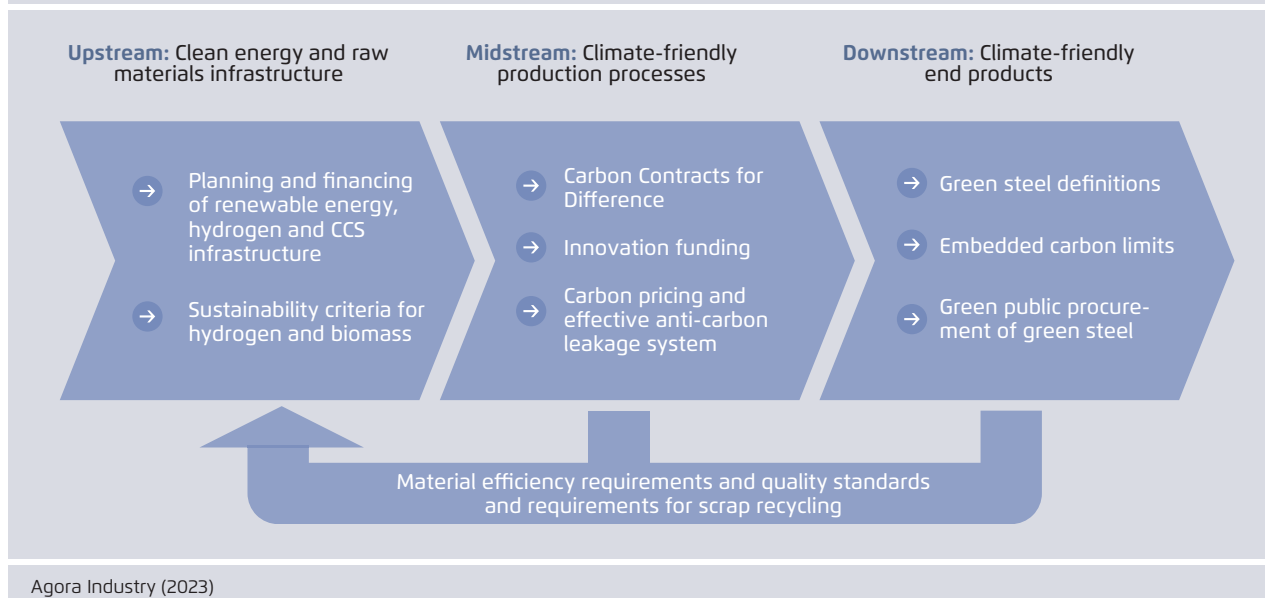 Upstream: Clean energy and raw
materials infrastructure
Midstream: Climate-friendly
production processes
Downstream: Climate-friendly
end products
Planning and financing
of renewable energy,
hydrogen and CCS
infrastructure
Sustainability criteria for
hydrogen and biomass
Carbon Contracts for
Difference
Innovation funding
Carbon pricing and
effective anti-carbon
leakage system
Green steel definitions
Embedded carbon limits
Green public procure-
ment of green steel
Material efficiency requirements and quality standards
and requirements for scrap recycling
Agora Industry (2023)